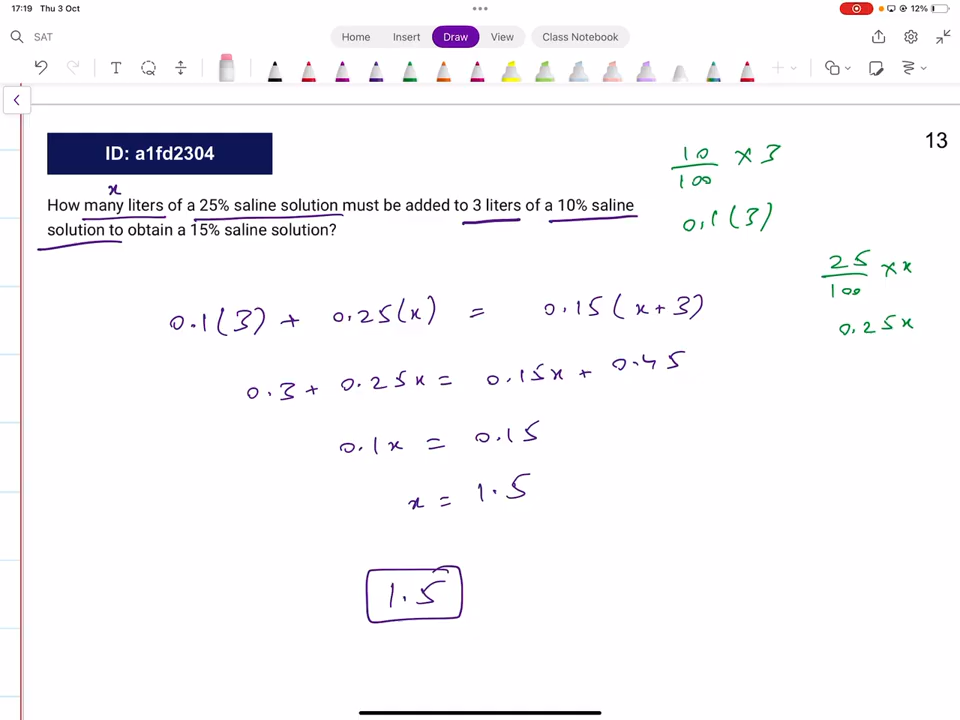 17:19 Thu 3 Oct
12%
SAT
Home Insert Draw View Class Notebook
T
13
ID: a1fd2304
x
How many liters of a 25% saline solution must be added to 3 liters of a 10% saline
solution to obtain a 15% saline solution?
10/100 × 3
0.1(3)
25/100 × x
0.25x
0.1(3) + 0.25(x) = 0.15(x+3)
0.3 + 0.25x = 0.15x + 0.45
0.1x = 0.15
x = 1.5
1.5